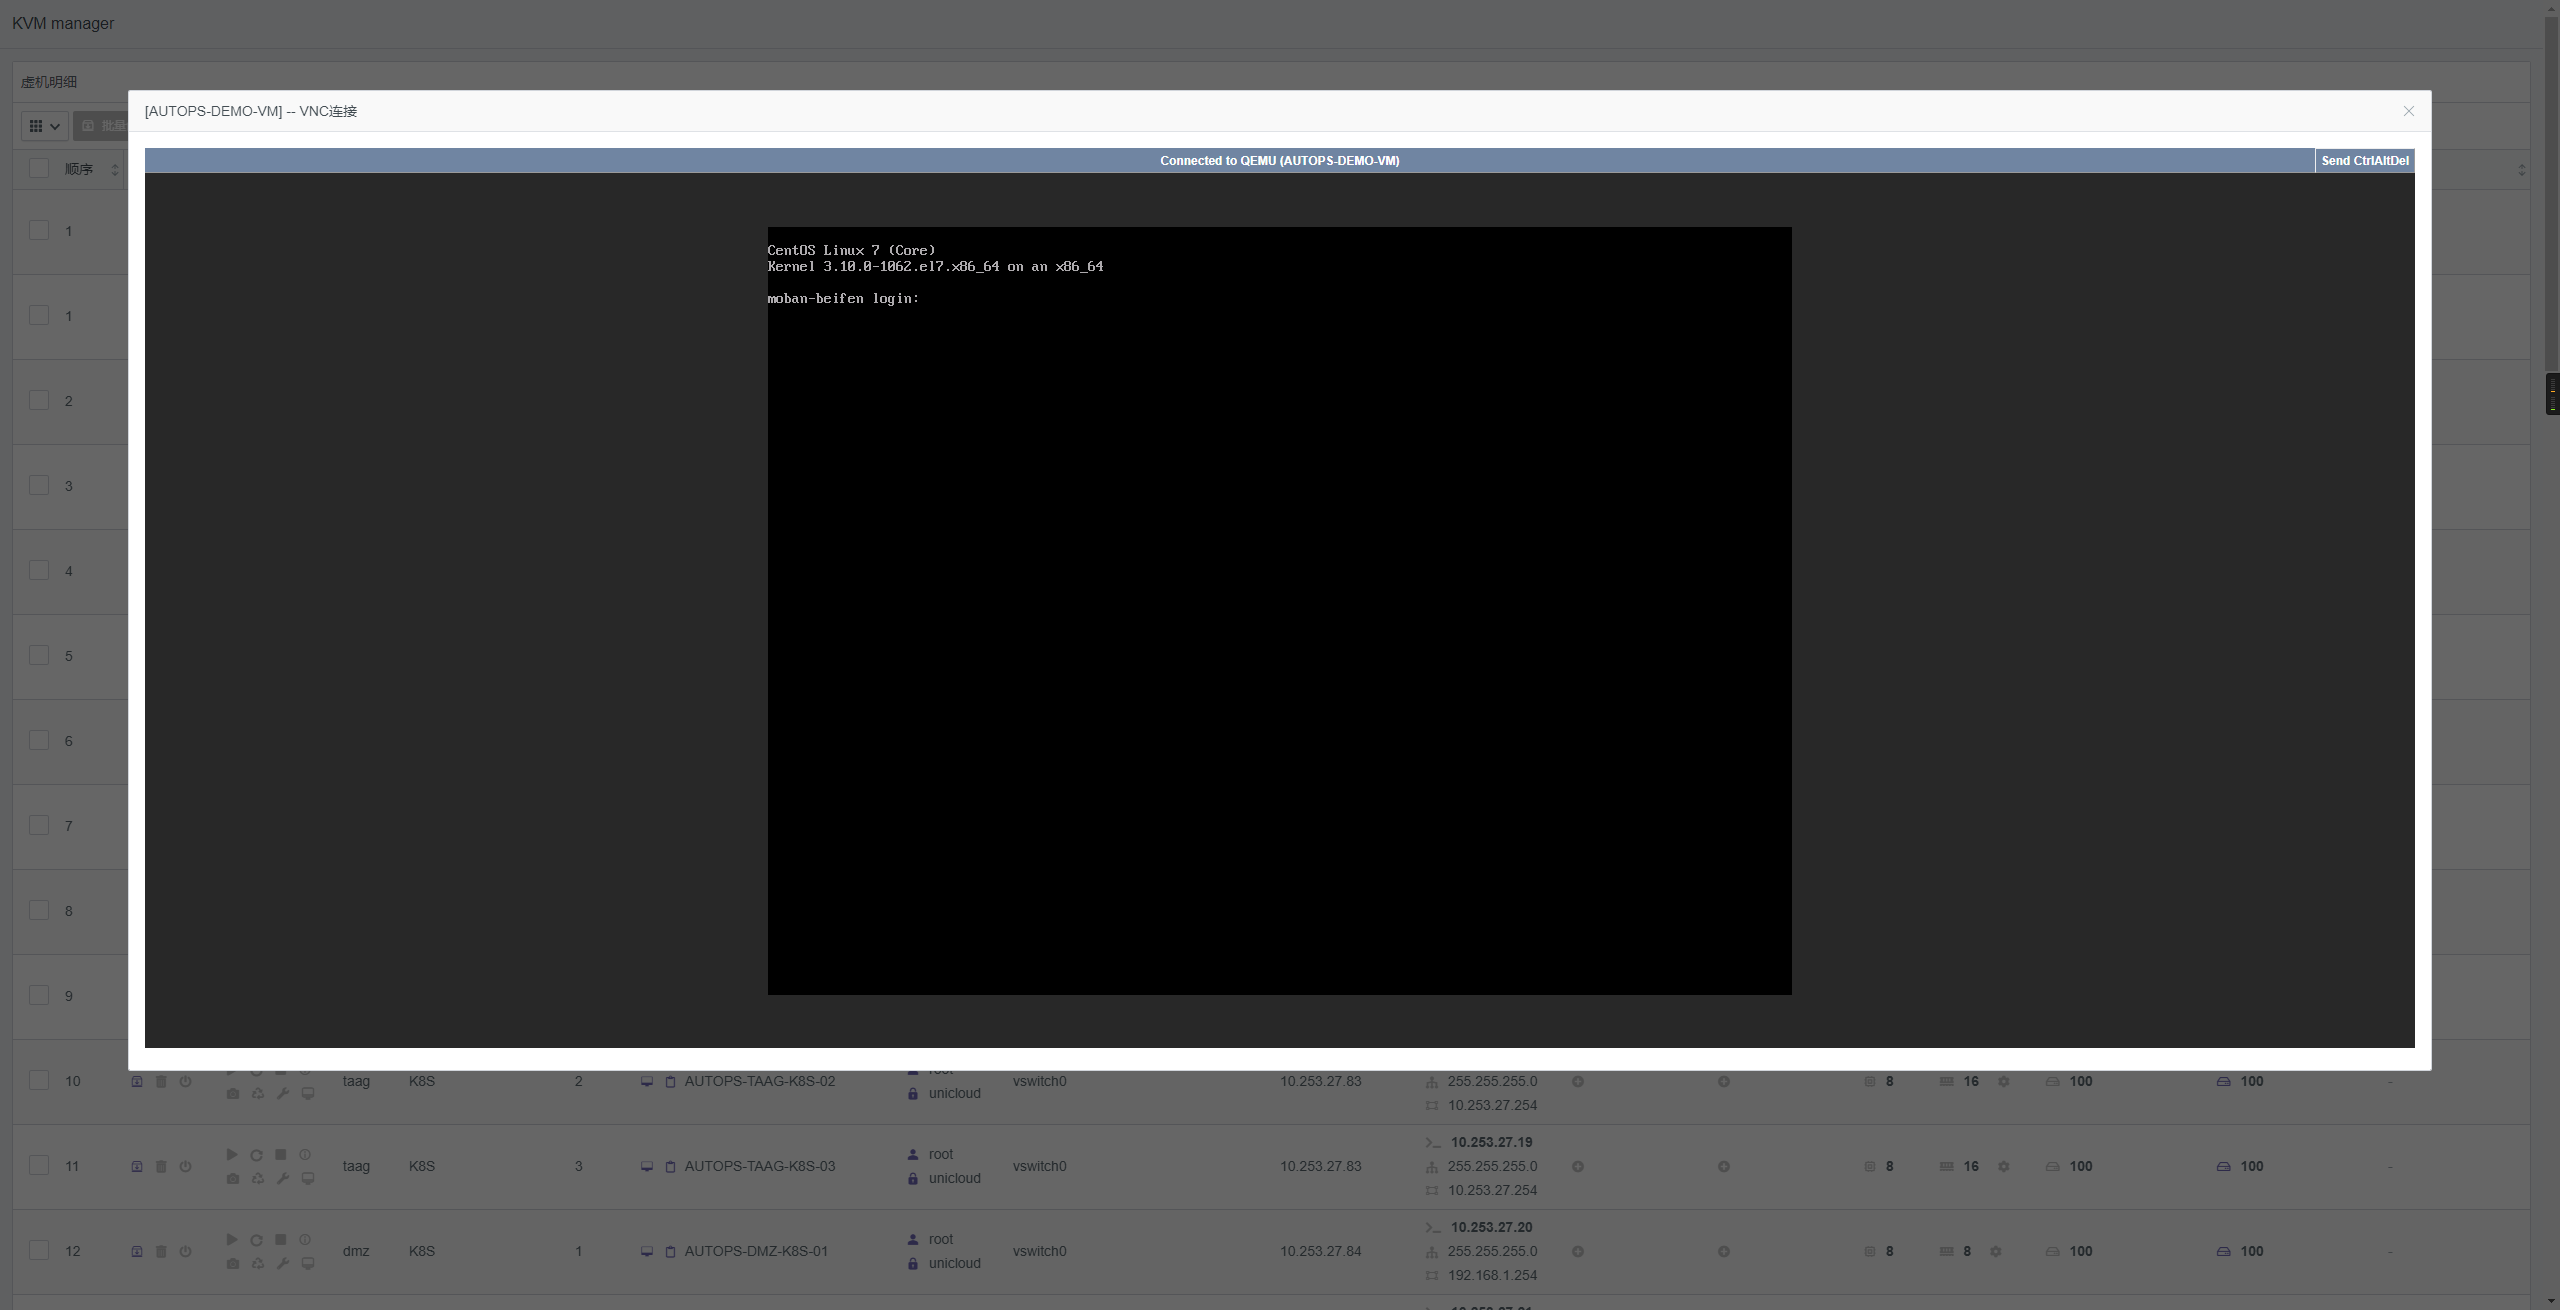 KVM manager
虚机明细
[AUTOPS-DEMO-VM] -- VNC连接
批量
Connected to QEMU (AUTOPS-DEMO-VM)
Send CtrlAltDel
顺序
CentOS Linux 7 (Core)
Kernel 3.10.0-1062.el7.x86_64 on an x86_64
moban-beifen login:
1
1
2
3
4
5
6
7
8
9
10 taag K8S 2 AUTOPS-TAAG-K8S-02 vswitch0 10.253.27.83 255.255.255.0 8 16 100 100 -
unicloud
10.253.27.254
10.253.27.19
root
11 taag K8S 3 AUTOPS-TAAG-K8S-03 vswitch0 10.253.27.83 255.255.255.0 8 16 100 100 -
unicloud
10.253.27.254
10.253.27.20
root
12 dmz K8S 1 AUTOPS-DMZ-K8S-01 vswitch0 10.253.27.84 255.255.255.0 8 8 100 100 -
unicloud
192.168.1.254